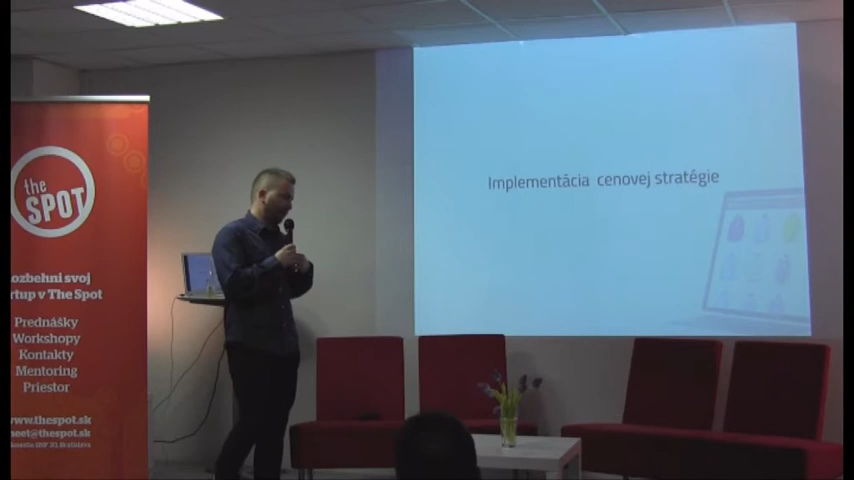 the
SPOT
ozbehni svoj
rtup v The Spot
Prednášky
Workshopy
Kontakty
Mentoring
Priestor
www.thespot.sk
meet@thespot.sk
Implementácia cenovej stratégie